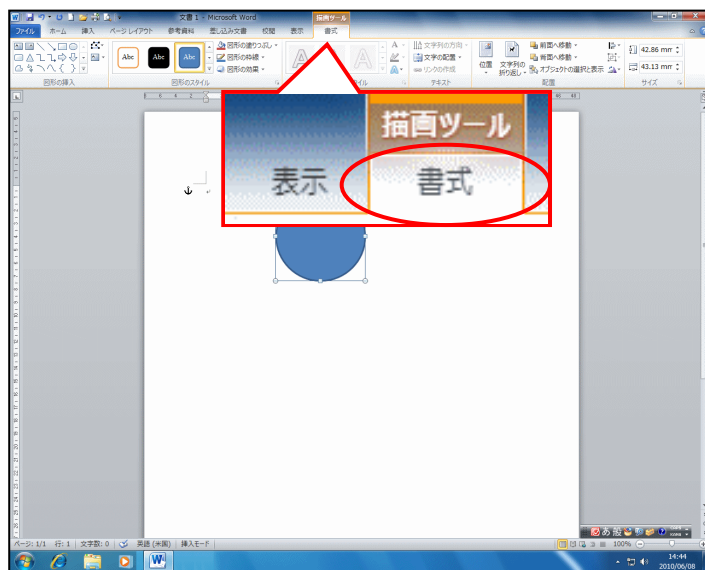 文書 1 - Microsoft Word
描画ツール
ファイル ホーム 挿入 ページ レイアウト 参考資料 差し込み文書 校閲 表示 書式
Abc Abc Abc
図形の塗りつぶし
図形の枠線
図形の効果
文字列の方向
文字の配置
リンクの作成
位置
文字列の
折り返し
前面へ移動
背面へ移動
オブジェクトの選択と表示
42.86 mm
43.13 mm
図形の挿入 図形のスタイル テキスト 配置 サイズ
描画ツール
表示 書式
あ 般
ページ: 1/1 行: 1 文字数: 0 英語 (米国) 挿入モード 100%
14:44
2010/06/08